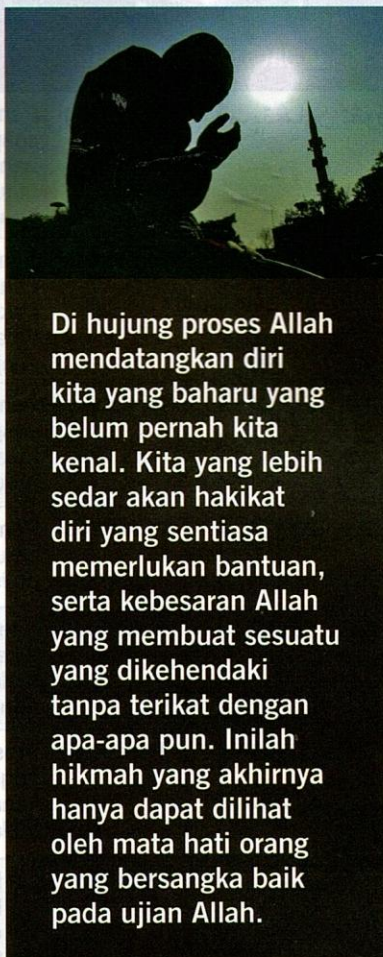 Di hujung proses Allah
mendatangkan diri
kita yang baharu yang
belum pernah kita
kenal. Kita yang lebih
sedar akan hakikat
diri yang sentiasa
memerlukan bantuan,
serta kebesaran Allah
yang membuat sesuatu
yang dikehendaki
tanpa terikat dengan
apa-apa pun. Inilah
hikmah yang akhirnya
hanya dapat dilihat
oleh mata hati orang
yang bersangka baik
pada ujian Allah.